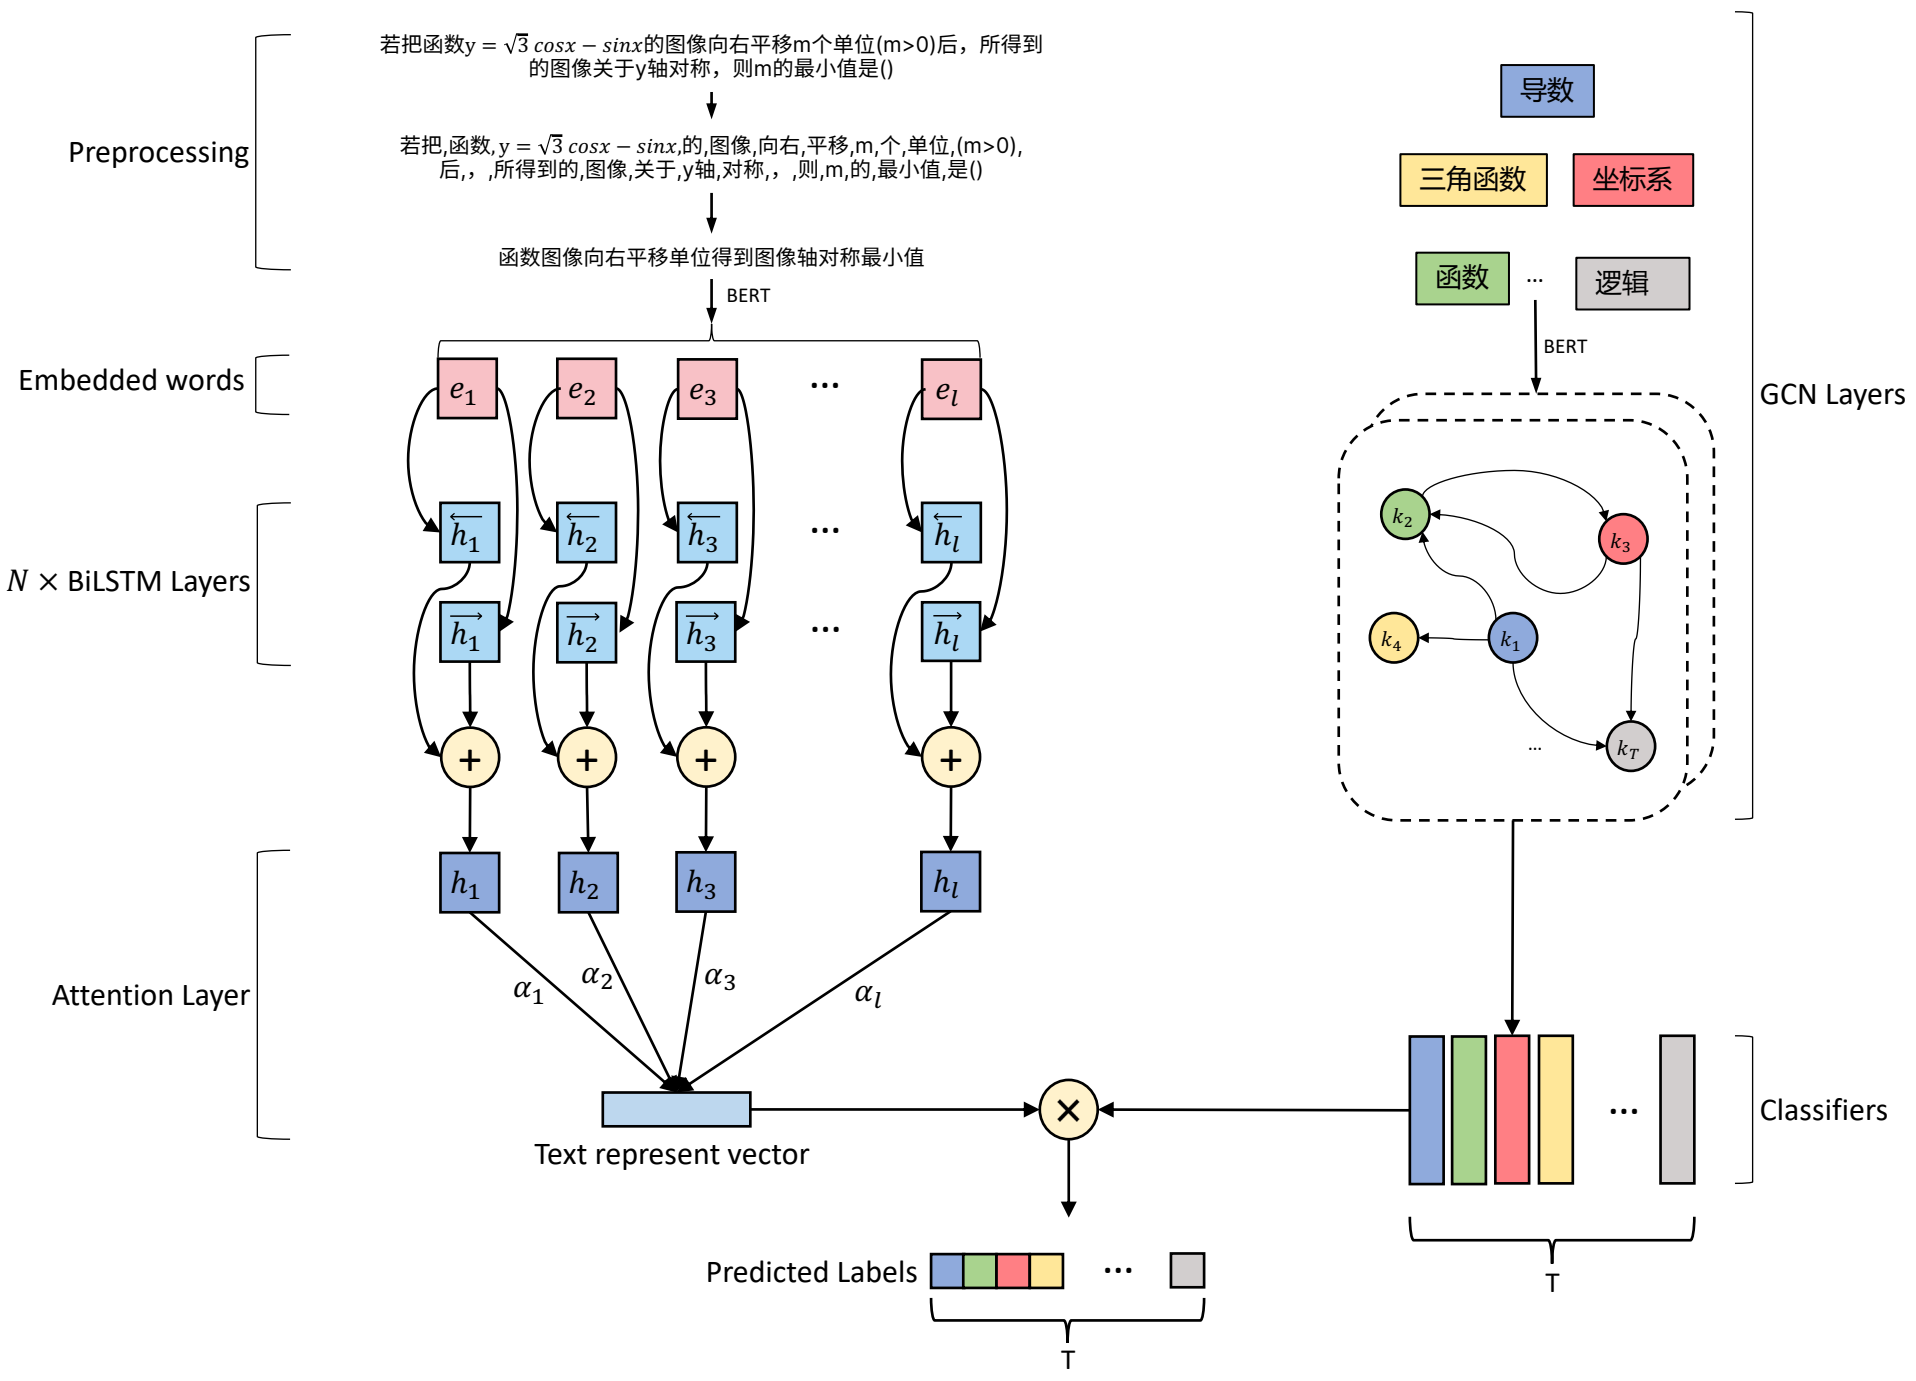 Preprocessing
若把函数y = √3 cosx − sinx的图像向右平移m个单位(m>0)后，所得到
的图像关于y轴对称，则m的最小值是()
若把,函数,y = √3 cosx − sinx,的,图像,向右,平移,m,个,单位,(m>0),
后,，,所得到的,图像,关于,y轴,对称,，,则,m,的,最小值,是()
函数图像向右平移单位得到图像轴对称最小值
BERT
Embedded words
e₁ e₂ e₃ ... eₗ
N × BiLSTM Layers
←h₁ ←h₂ ←h₃ ... ←hₗ
→h₁ →h₂ →h₃ ... →hₗ
+ + + +
Attention Layer
h₁ h₂ h₃ hₗ
α₁ α₂ α₃ αₗ
Text represent vector
×
Predicted Labels ...
T
导数
三角函数 坐标系
函数 ... 逻辑
BERT
GCN Layers
k₂
k₃
k₄ k₁
... k_T
... Classifiers
T